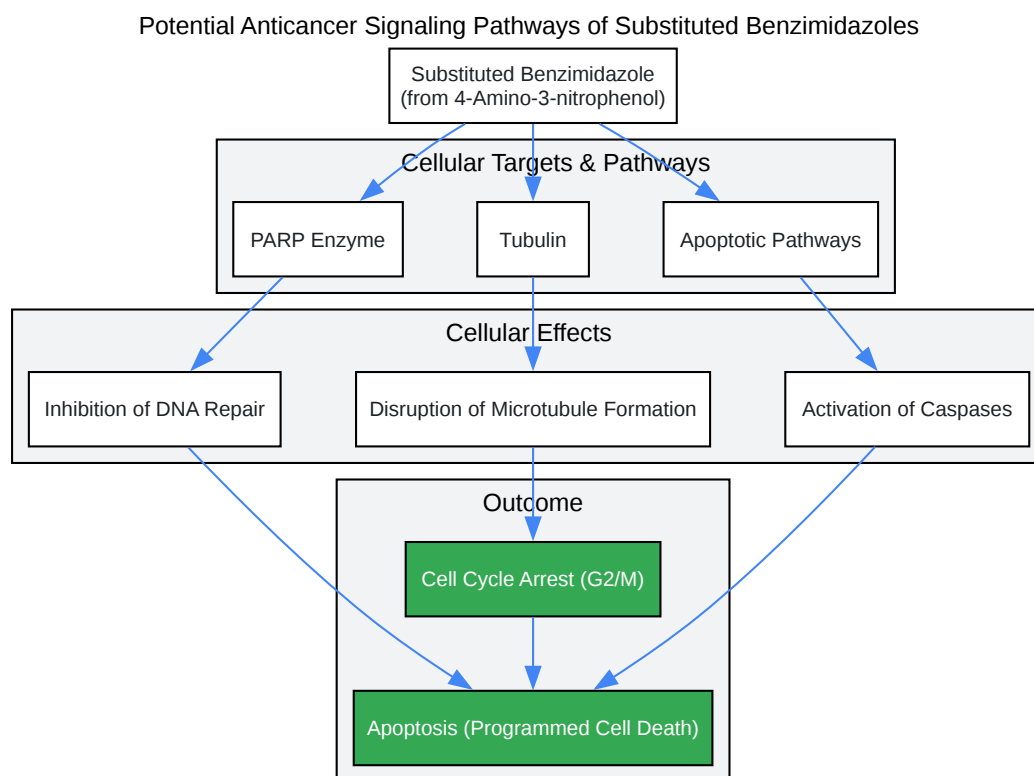 Potential Anticancer Signaling Pathways of Substituted Benzimidazoles
Substituted Benzimidazole
(from 4-Amino-3-nitrophenol)
Cellular Targets & Pathways
PARP Enzyme
Tubulin
Apoptotic Pathways
Cellular Effects
Inhibition of DNA Repair
Disruption of Microtubule Formation
Activation of Caspases
Outcome
Cell Cycle Arrest (G2/M)
Apoptosis (Programmed Cell Death)